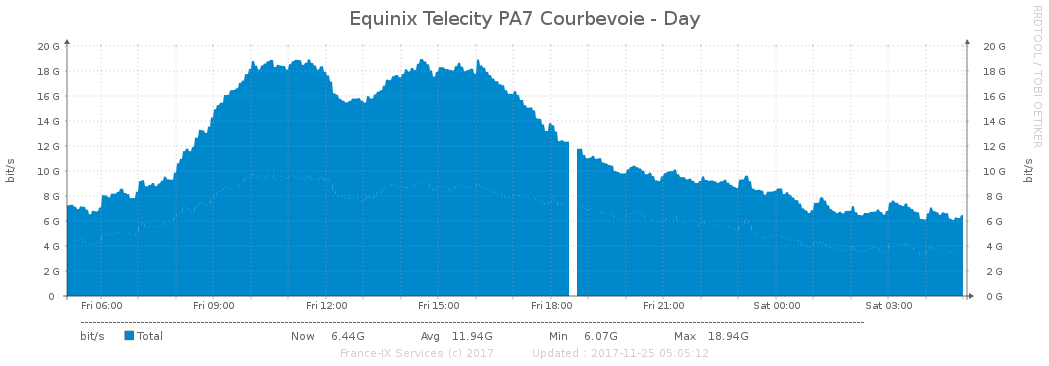 Equinix Telecity PA7 Courbevoie - Day
RRDTOOL / TOBI OETIKER
20 G 20 G
18 G 18 G
16 G 16 G
14 G 14 G
12 G 12 G
10 G 10 G
8 G 8 G
6 G 6 G
4 G 4 G
2 G 2 G
0 0 G
bit/s
bit/s
Fri 06:00 Fri 09:00 Fri 12:00 Fri 15:00 Fri 18:00 Fri 21:00 Sat 00:00 Sat 03:00
bit/s Total Now 6.44G Avg 11.94G Min 6.07G Max 18.94G
France-IX Services (c) 2017 Updated : 2017-11-25 05:05:12